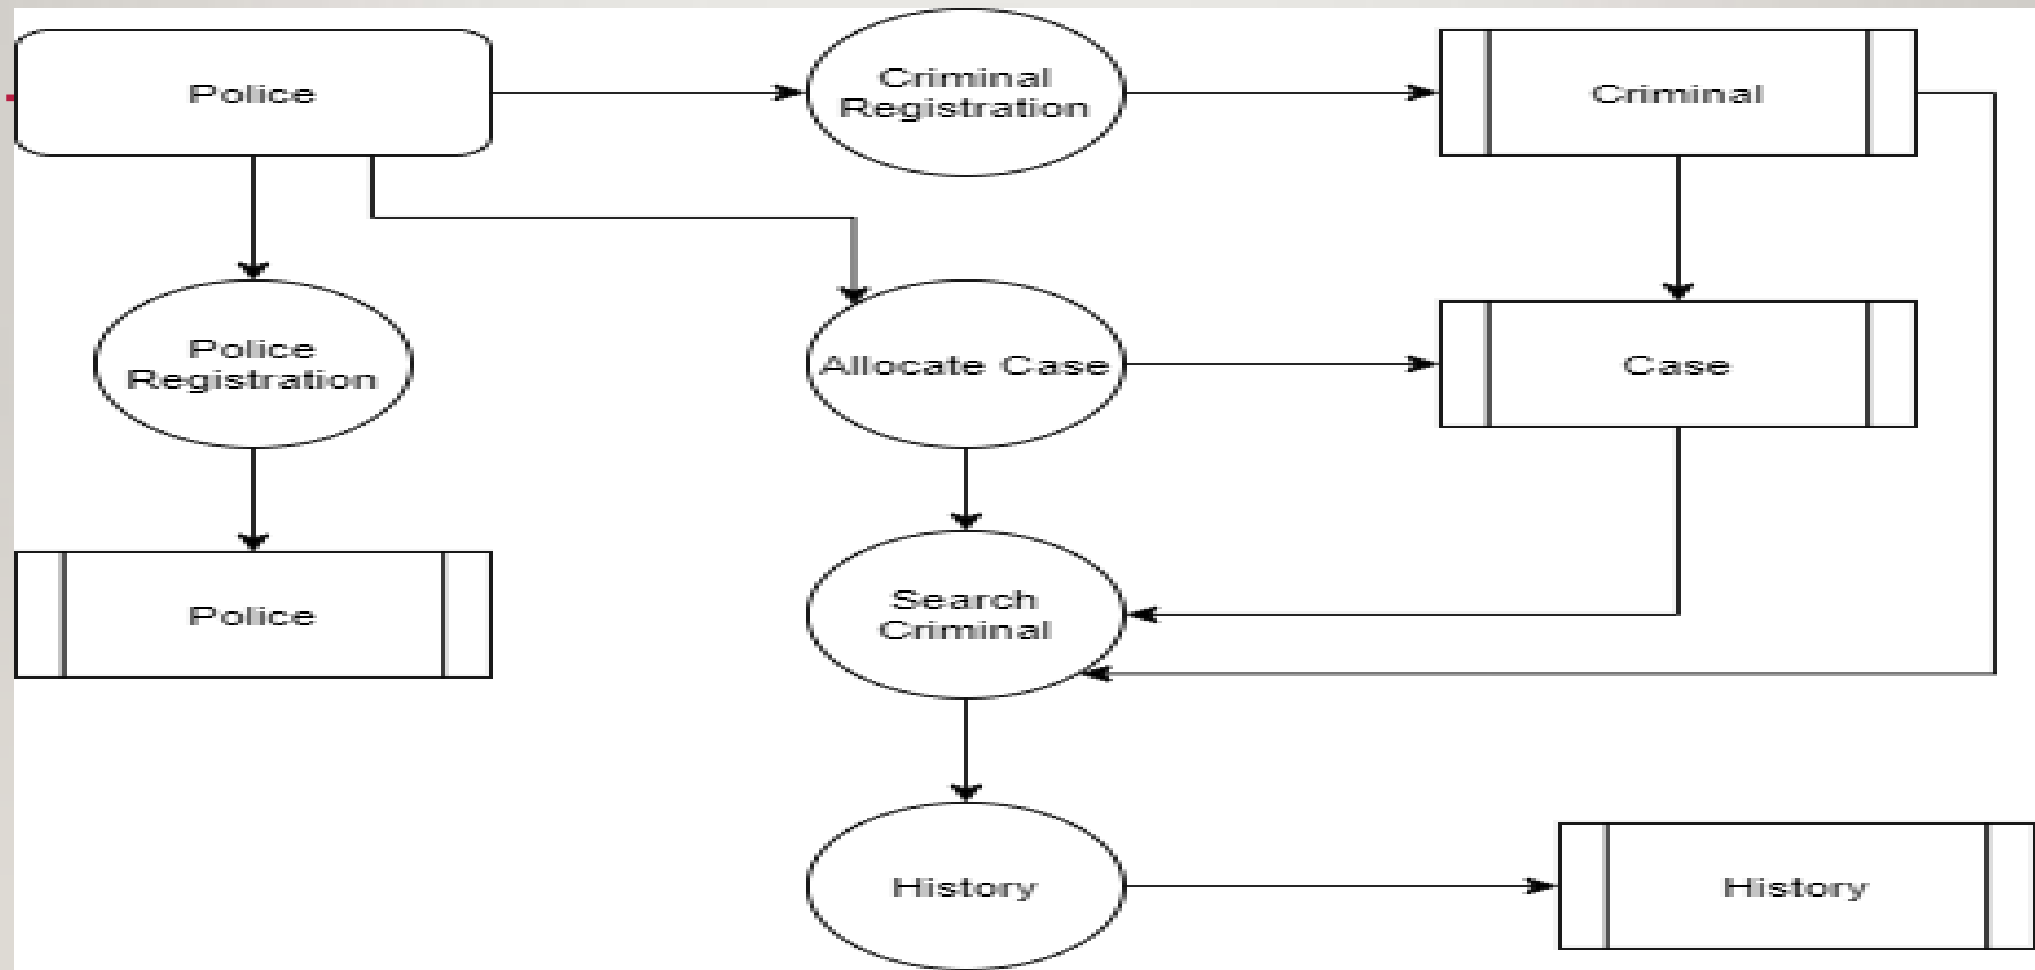 Police
Criminal
Registration
Criminal
Police
Registration
Allocate Case
Case
Police
Search
Criminal
History
History